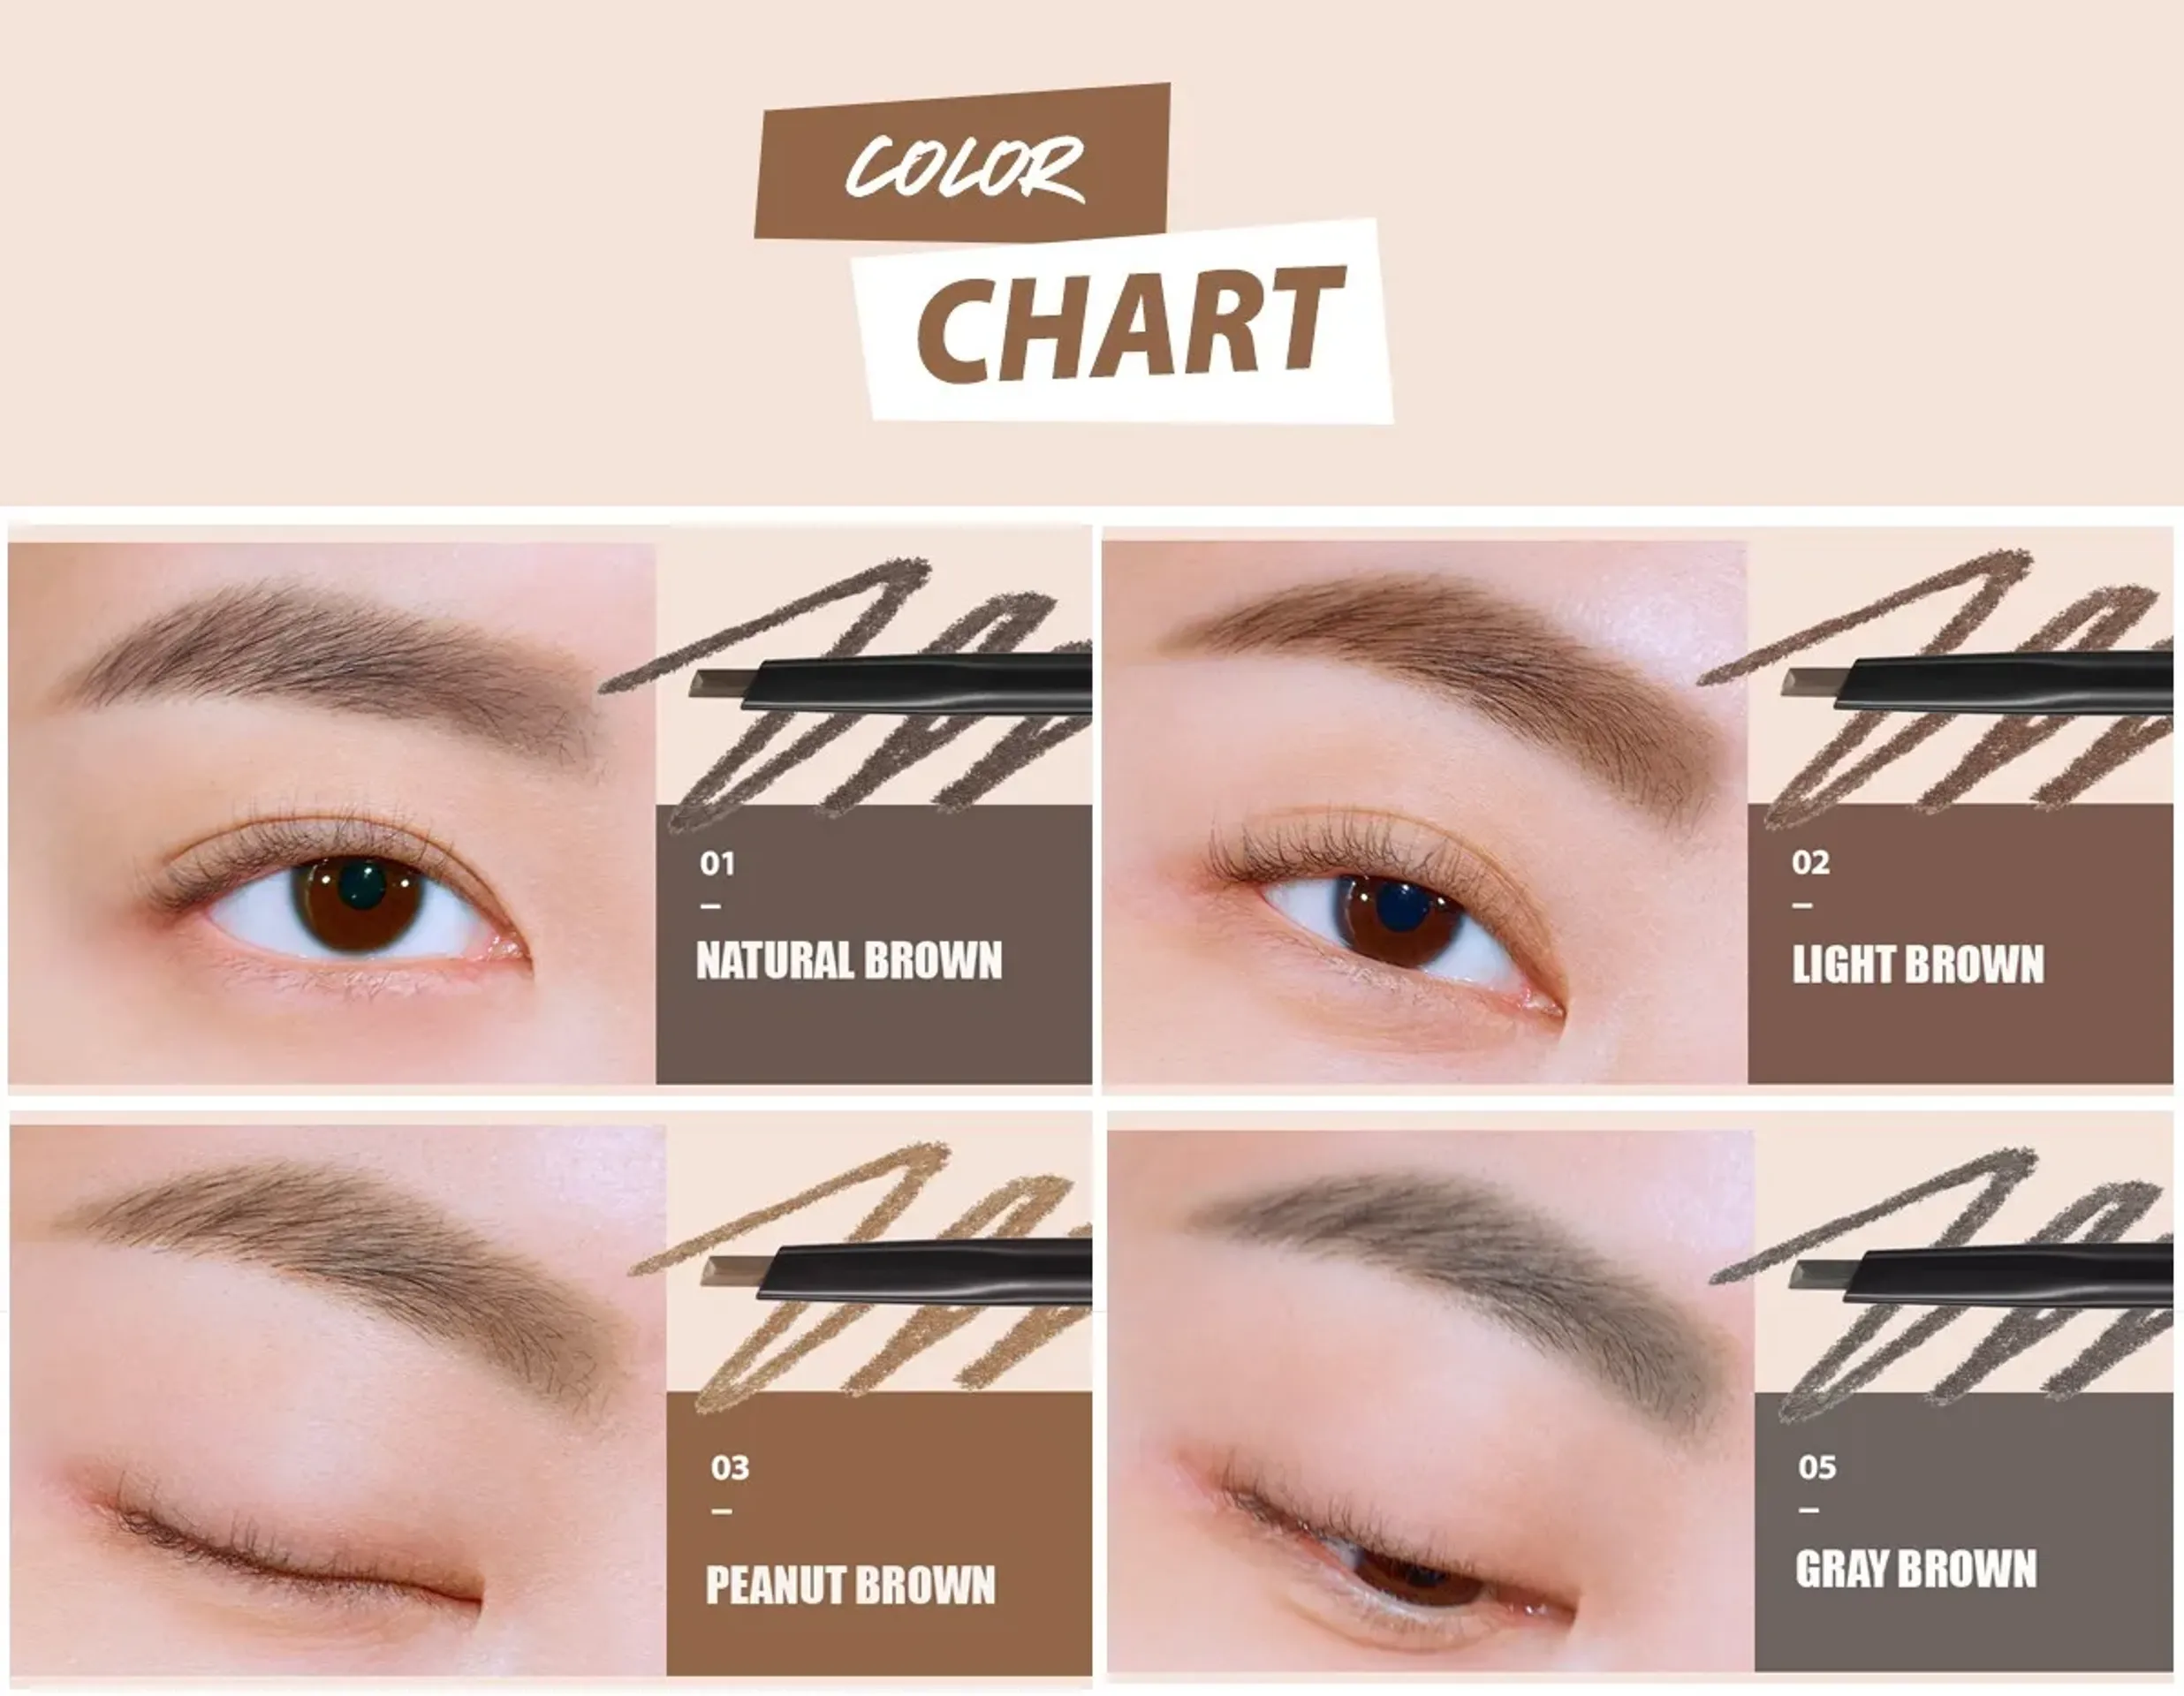 COLOR
CHART
01
–
NATURAL BROWN
02
–
LIGHT BROWN
03
–
PEANUT BROWN
05
–
GRAY BROWN